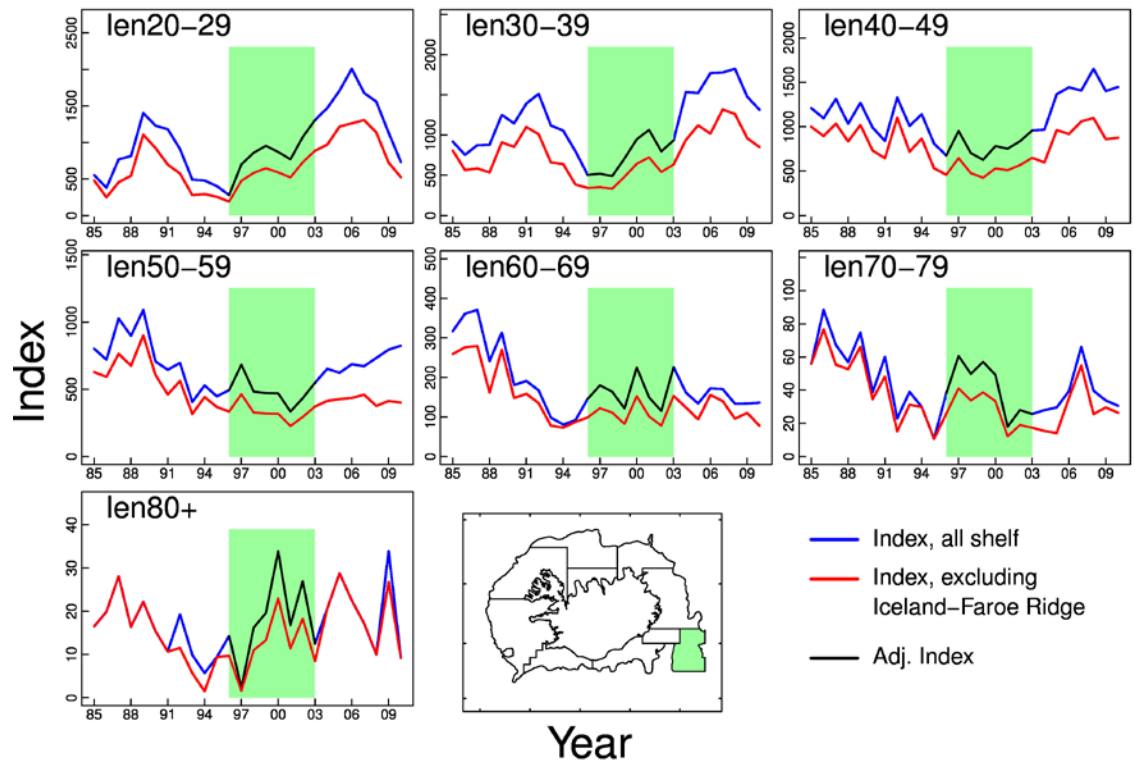 len20-29
2500
1500
500
0
85 88 91 94 97 00 03 06 09
len30-39
2000
1000
500
0
85 88 91 94 97 00 03 06 09
len40-49
2000
1500
1000
500
0
85 88 91 94 97 00 03 06 09
len50-59
1500
1000
500
0
85 88 91 94 97 00 03 06 09
len60-69
500
400
300
200
100
0
85 88 91 94 97 00 03 06 09
len70-79
100
80
60
40
20
0
85 88 91 94 97 00 03 06 09
len80+
40
30
20
10
0
85 88 91 94 97 00 03 06 09
Index
Year
Index, all shelf
Index, excluding
Iceland-Faroe Ridge
Adj. Index